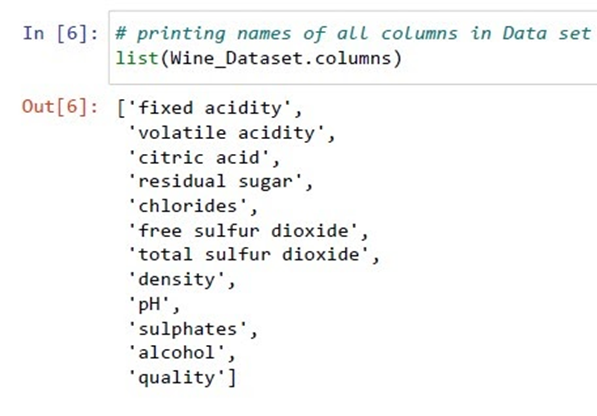 In [6]: # printing names of all columns in Data set
list(Wine_Dataset.columns)
Out[6]: ['fixed acidity',
'volatile acidity',
'citric acid',
'residual sugar',
'chlorides',
'free sulfur dioxide',
'total sulfur dioxide',
'density',
'pH',
'sulphates',
'alcohol',
'quality']